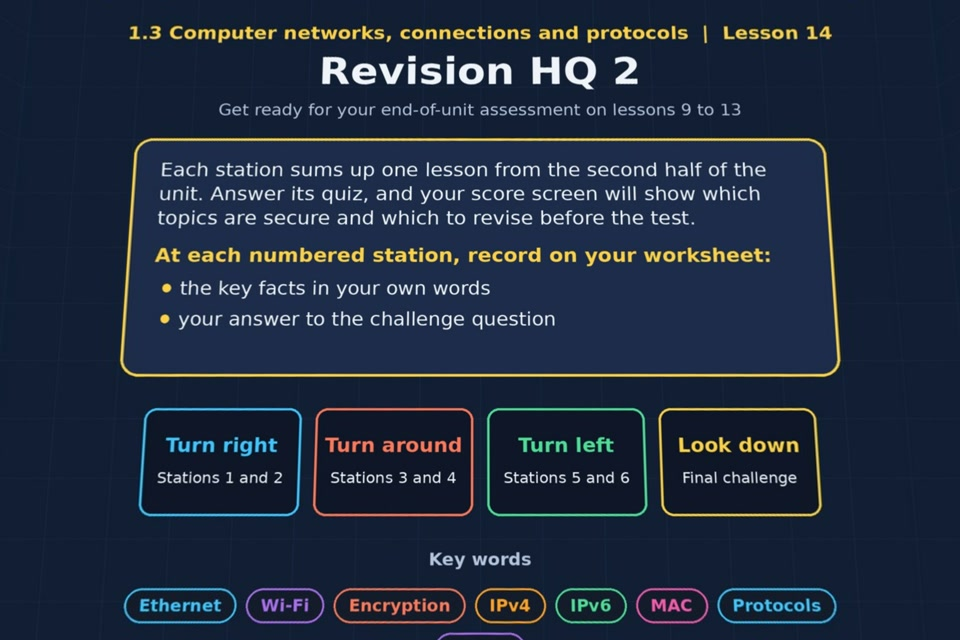 1.3 Computer networks, connections and protocols | Lesson 14
Revision HQ 2
Get ready for your end-of-unit assessment on lessons 9 to 13
Each station sums up one lesson from the second half of the
unit. Answer its quiz, and your score screen will show which
topics are secure and which to revise before the test.
At each numbered station, record on your worksheet:
• the key facts in your own words
• your answer to the challenge question
Turn right
Stations 1 and 2
Turn around
Stations 3 and 4
Turn left
Stations 5 and 6
Look down
Final challenge
Key words
Ethernet Wi-Fi Encryption IPv4 IPv6 MAC Protocols